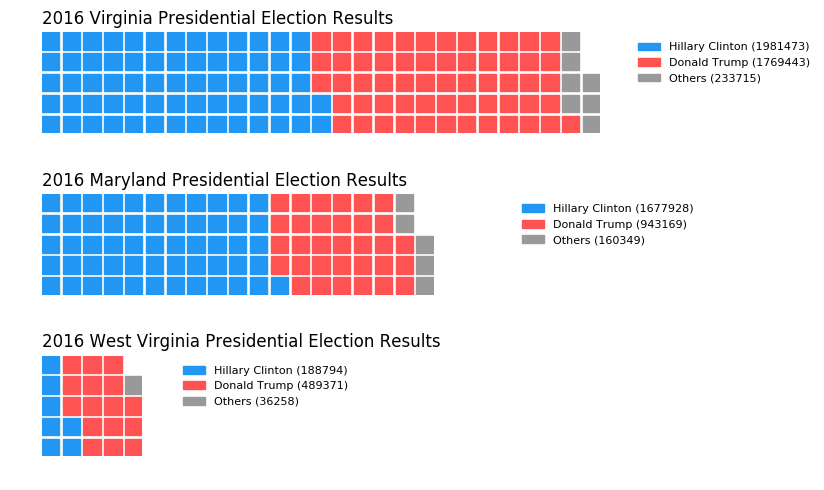 2016 Virginia Presidential Election Results
Hillary Clinton (1981473)
Donald Trump (1769443)
Others (233715)
2016 Maryland Presidential Election Results
Hillary Clinton (1677928)
Donald Trump (943169)
Others (160349)
2016 West Virginia Presidential Election Results
Hillary Clinton (188794)
Donald Trump (489371)
Others (36258)